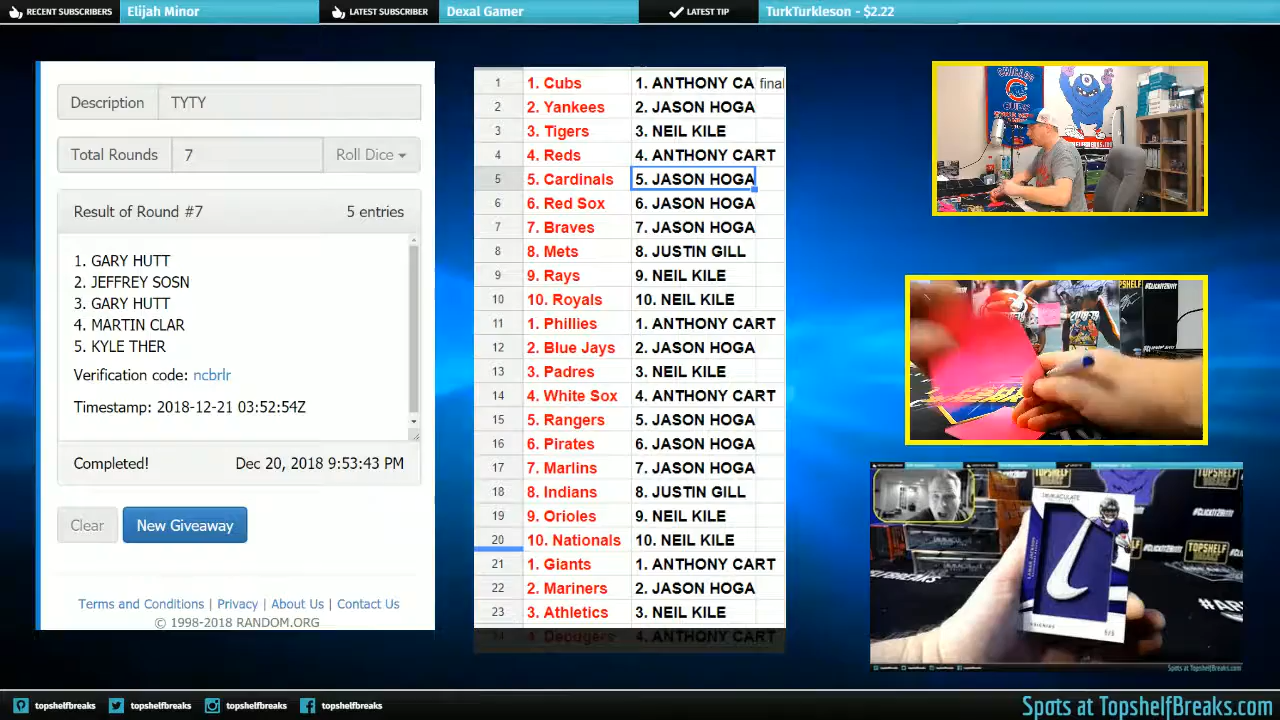 RECENT SUBSCRIBERS Elijah Minor LATEST SUBSCRIBER Dexal Gamer LATEST TIP TurkTurkleson - $2.22
Description TYTY
Total Rounds 7 Roll Dice
Result of Round #7 5 entries
1. GARY HUTT
2. JEFFREY SOSN
3. GARY HUTT
4. MARTIN CLAR
5. KYLE THER
Verification code: ncbrlr
Timestamp: 2018-12-21 03:52:54Z
Completed! Dec 20, 2018 9:53:43 PM
Clear New Giveaway
Terms and Conditions | Privacy | About Us | Contact Us
© 1998-2018 RANDOM.ORG
1 1. Cubs 1. ANTHONY CA final
2 2. Yankees 2. JASON HOGA
3 3. Tigers 3. NEIL KILE
4 4. Reds 4. ANTHONY CART
5 5. Cardinals 5. JASON HOGA
6 6. Red Sox 6. JASON HOGA
7 7. Braves 7. JASON HOGA
8 8. Mets 8. JUSTIN GILL
9 9. Rays 9. NEIL KILE
10 10. Royals 10. NEIL KILE
11 1. Phillies 1. ANTHONY CART
12 2. Blue Jays 2. JASON HOGA
13 3. Padres 3. NEIL KILE
14 4. White Sox 4. ANTHONY CART
15 5. Rangers 5. JASON HOGA
16 6. Pirates 6. JASON HOGA
17 7. Marlins 7. JASON HOGA
18 8. Indians 8. JUSTIN GILL
19 9. Orioles 9. NEIL KILE
20 10. Nationals 10. NEIL KILE
21 1. Giants 1. ANTHONY CART
22 2. Mariners 2. JASON HOGA
23 3. Athletics 3. NEIL KILE
4. ANTHONY CART
CUBS
TOPSHELF
IMMACULATE
TOPSHELF
Spots at TopshelfBreaks.com
topshelfbreaks topshelfbreaks topshelfbreaks topshelfbreaks
Spots at TopshelfBreaks.com